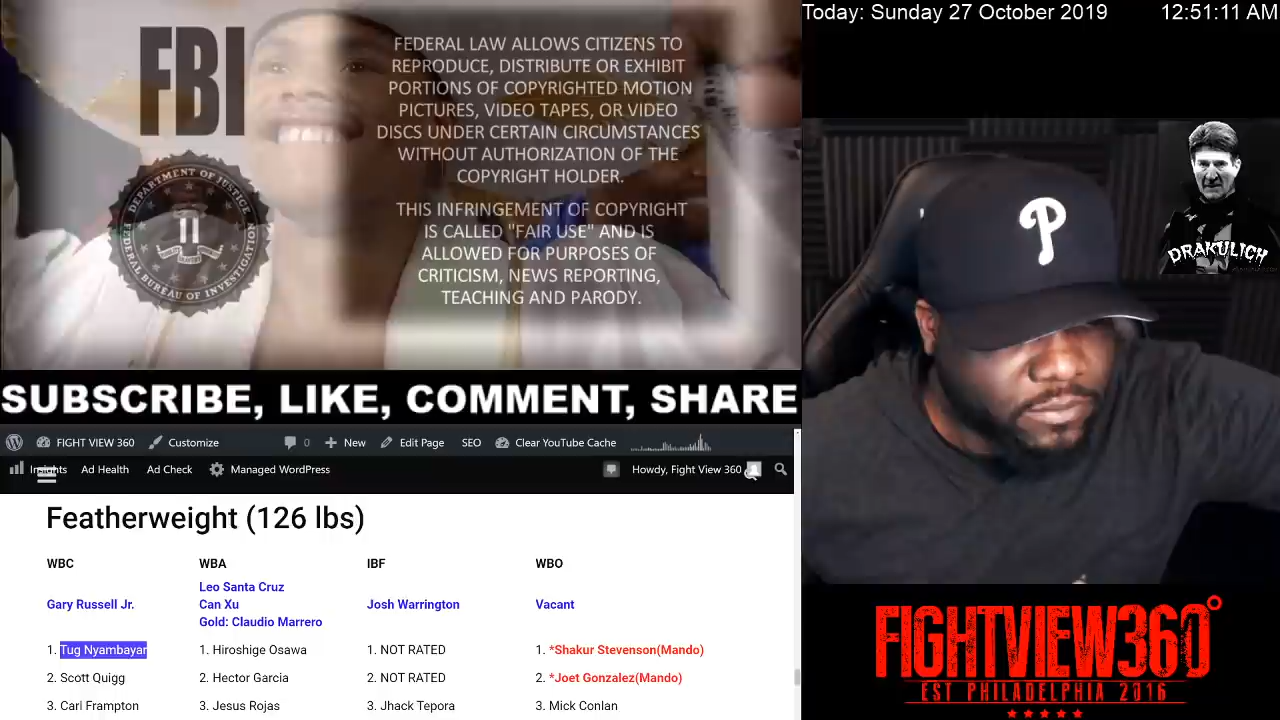 Today: Sunday 27 October 2019 12:51:11 AM
FBI
DEPARTMENT OF JUSTICE
FEDERAL BUREAU OF INVESTIGATION
FEDERAL LAW ALLOWS CITIZENS TO
REPRODUCE, DISTRIBUTE OR EXHIBIT
PORTIONS OF COPYRIGHTED MOTION
PICTURES, VIDEO TAPES, OR VIDEO
DISCS UNDER CERTAIN CIRCUMSTANCES
WITHOUT AUTHORIZATION OF THE
COPYRIGHT HOLDER.
THIS INFRINGEMENT OF COPYRIGHT
IS CALLED "FAIR USE" AND IS
ALLOWED FOR PURPOSES OF
CRITICISM, NEWS REPORTING,
TEACHING AND PARODY.
P
DRAKULICH
SUBSCRIBE, LIKE, COMMENT, SHARE
FIGHT VIEW 360 Customize 0 New Edit Page SEO Clear YouTube Cache
Insights Ad Health Ad Check Managed WordPress Howdy, Fight View 360
Featherweight (126 lbs)
WBC WBA IBF WBO
Gary Russell Jr. Leo Santa Cruz Josh Warrington Vacant
Can Xu
Gold: Claudio Marrero
1. Tug Nyambayar 1. Hiroshige Osawa 1. NOT RATED 1. *Shakur Stevenson(Mando)
2. Scott Quigg 2. Hector Garcia 2. NOT RATED 2. *Joet Gonzalez(Mando)
3. Carl Frampton 3. Jesus Rojas 3. Jhack Tepora 3. Mick Conlan
FIGHTVIEW360°
EST PHILADELPHIA 2016